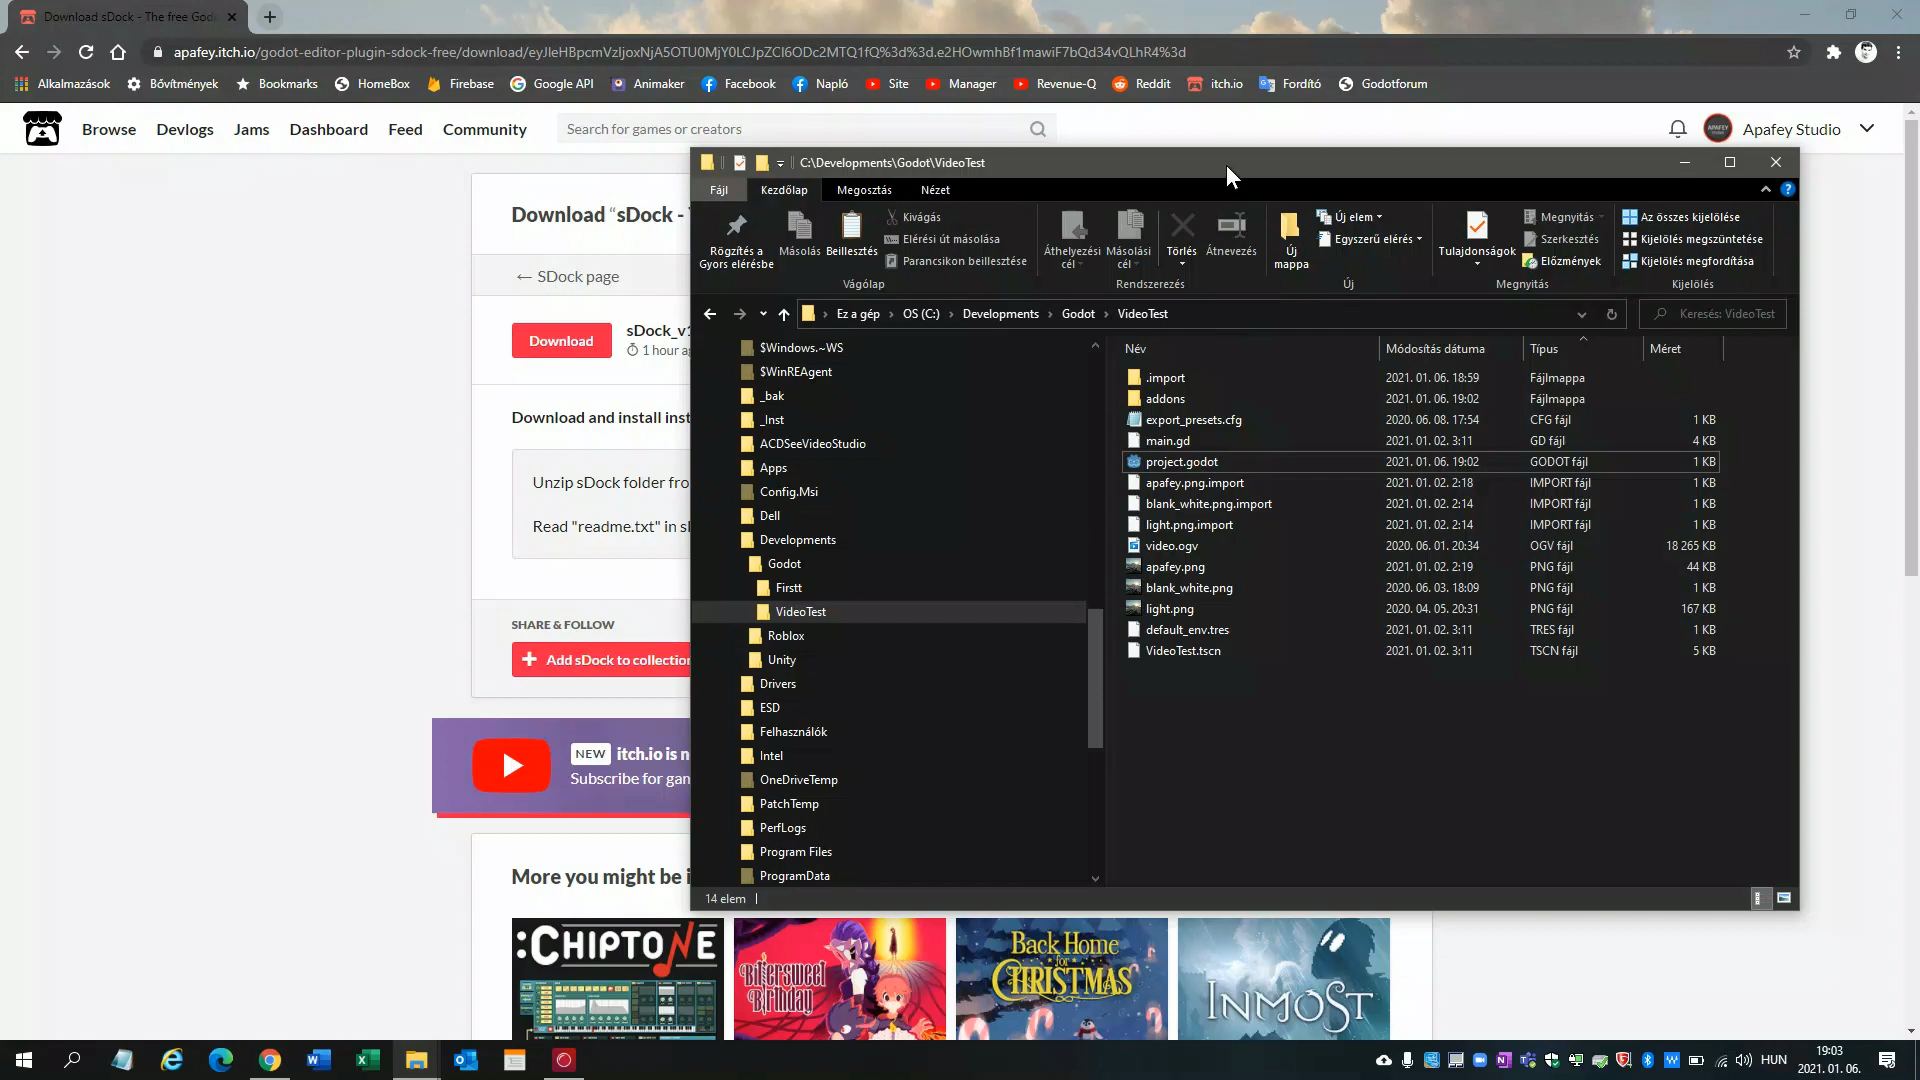 Download sDock - The free God
apafey.itch.io/godot-editor-plugin-sdock-free/download/eyJleHBpcmVzIjoxNjA5OTU0MjY0LCJpZCI6ODc2MTQ1fQ%3d%3d.e2HOwmhBf1mawiF7bQd34vQLhR4%3d
Alkalmazások
Bővítmények
Bookmarks
HomeBox
Firebase
Google API
Animaker
Facebook
Napló
Site
Manager
Revenue-Q
Reddit
itch.io
Fordító
Godotforum
Browse
Devlogs
Jams
Dashboard
Feed
Community
Search for games or creators
Apafey Studio
Download “sDock -
← SDock page
Download
sDock_v1
1 hour ag
Download and install inst
Unzip sDock folder fro
Read "readme.txt" in sI
SHARE & FOLLOW
Add sDock to collection
NEW itch.io is n
Subscribe for gan
More you might be i
:CHIPTONE
Bittersweet
Birthday
Back Home
for
CHRISTMAS
INMOST
C:\Developments\Godot\VideoTest
Fájl
Kezdőlap
Megosztás
Nézet
Rögzítés a
Gyors elérésbe
Másolás
Beillesztés
Kivágás
Elérési út másolása
Parancsikon beillesztése
Vágólap
Áthelyezési
cél
Másolási
cél
Törlés
Átnevezés
Rendszerezés
Új
mappa
Új elem
Egyszerű elérés
Új
Tulajdonságok
Megnyitás
Szerkesztés
Előzmények
Megnyitás
Az összes kijelölése
Kijelölés megszüntetése
Kijelölés megfordítása
Kijelölés
Ez a gép
OS (C:)
Developments
Godot
VideoTest
Keresés: VideoTest
$Windows.~WS
$WinREAgent
_bak
_Inst
ACDSeeVideoStudio
Apps
Config.Msi
Dell
Developments
Godot
Firstt
VideoTest
Roblox
Unity
Drivers
ESD
Felhasználók
Intel
OneDriveTemp
PatchTemp
PerfLogs
Program Files
ProgramData
Név Módosítás dátuma Típus Méret
.import 2021. 01. 06. 18:59 Fájlmappa
addons 2021. 01. 06. 19:02 Fájlmappa
export_presets.cfg 2020. 06. 08. 17:54 CFG fájl 1 KB
main.gd 2021. 01. 02. 3:11 GD fájl 4 KB
project.godot 2021. 01. 06. 19:02 GODOT fájl 1 KB
apafey.png.import 2021. 01. 02. 2:18 IMPORT fájl 1 KB
blank_white.png.import 2021. 01. 02. 2:14 IMPORT fájl 1 KB
light.png.import 2021. 01. 02. 2:14 IMPORT fájl 1 KB
video.ogv 2020. 06. 01. 20:34 OGV fájl 18 265 KB
apafey.png 2021. 01. 02. 2:19 PNG fájl 44 KB
blank_white.png 2020. 06. 03. 18:09 PNG fájl 1 KB
light.png 2020. 04. 05. 20:31 PNG fájl 167 KB
default_env.tres 2021. 01. 02. 3:11 TRES fájl 1 KB
VideoTest.tscn 2021. 01. 02. 3:11 TSCN fájl 5 KB
14 elem
HUN
19:03
2021. 01. 06.